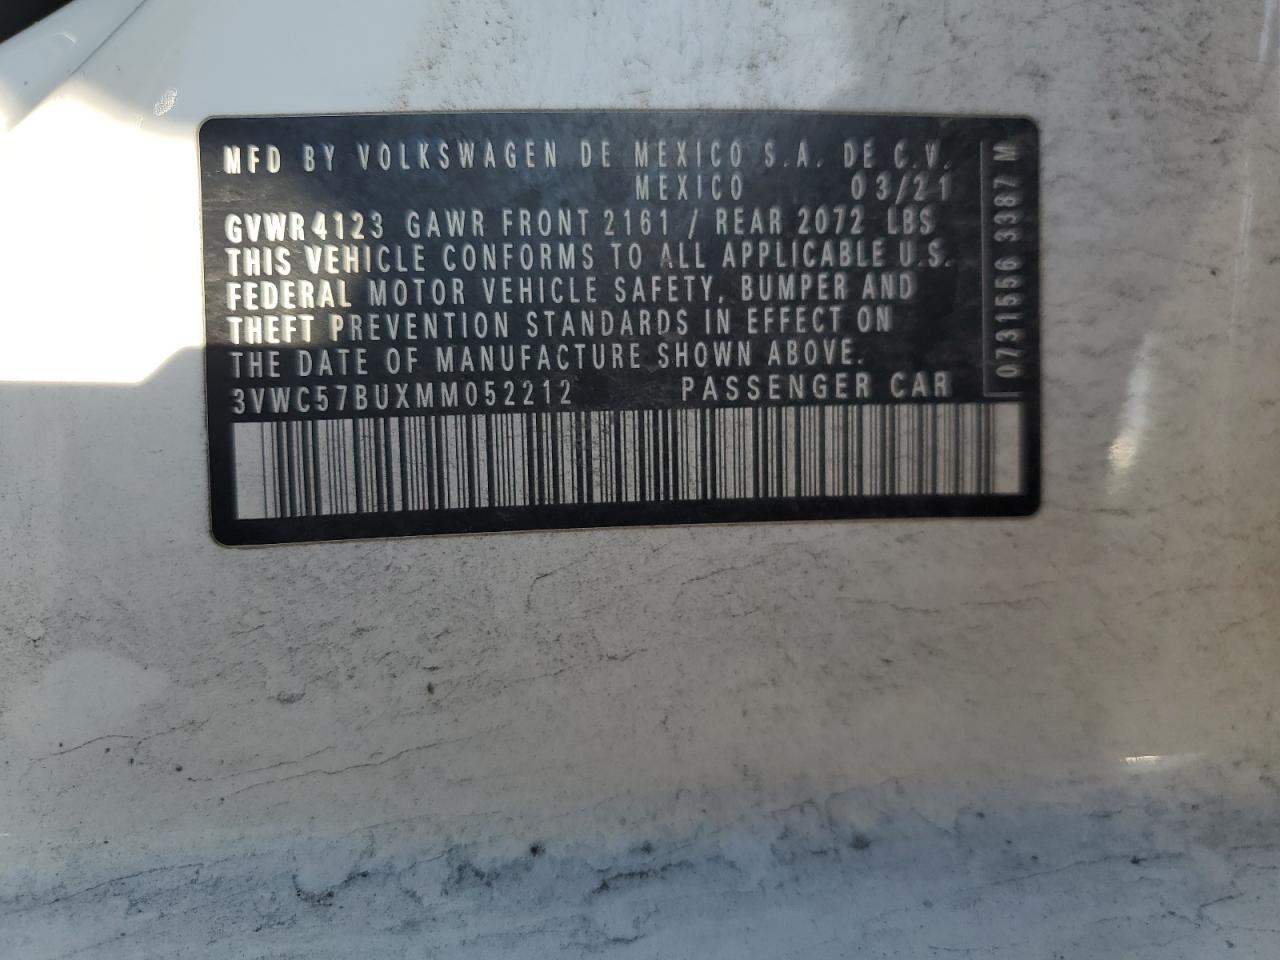 MFD BY VOLKSWAGEN DE MEXICO S.A. DE C.V.
MEXICO 03/21
GVWR 4123 GAWR FRONT 2161 / REAR 2072 LBS
THIS VEHICLE CONFORMS TO ALL APPLICABLE U.S.
FEDERAL MOTOR VEHICLE SAFETY, BUMPER AND
THEFT PREVENTION STANDARDS IN EFFECT ON
THE DATE OF MANUFACTURE SHOWN ABOVE.
3VWC57BUXMM052212 PASSENGER CAR
0731556 3387 M